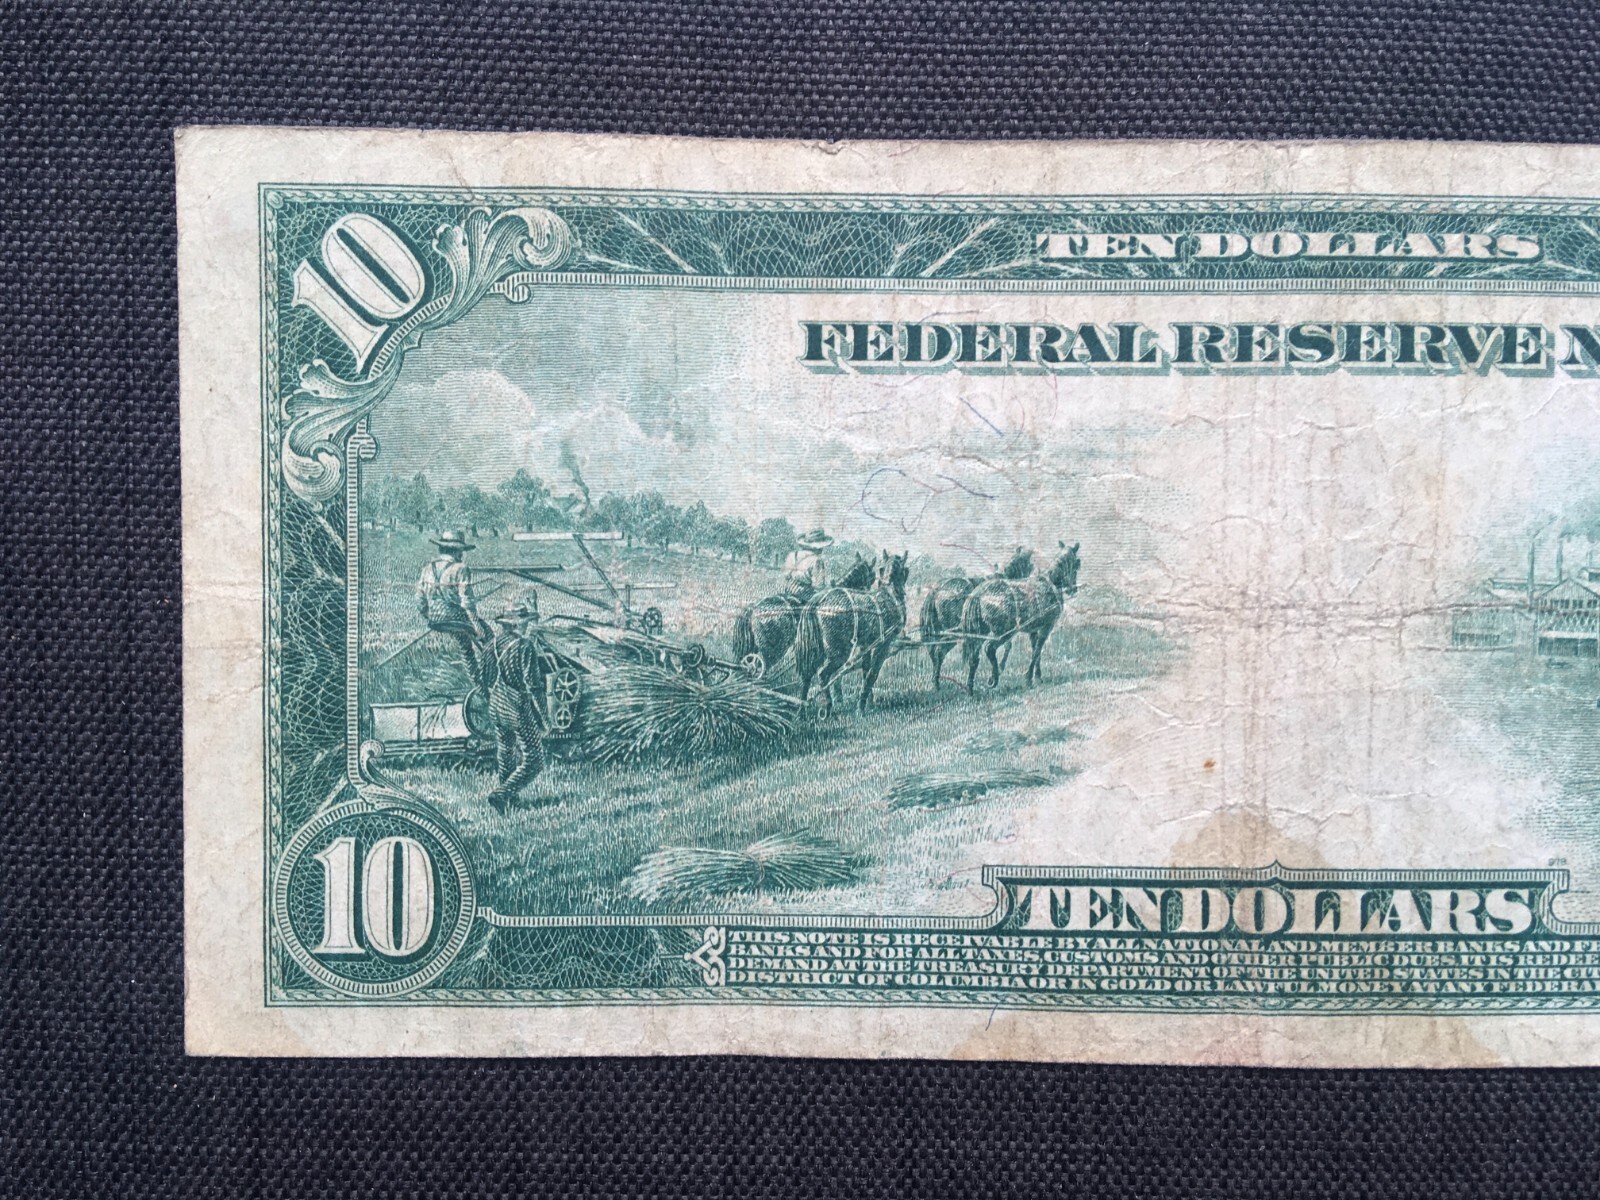 10
TEN DOLLARS
FEDERAL RESERVE N
978
10
TEN DOLLARS
THIS NOTE IS RECEIVABLE BY ALL NATIONAL AND MEMBER BANKS AND FE
BANKS AND FOR ALL TAXES, CUSTOMS AND OTHER PUBLIC DUES. IT IS REDE
DEMAND AT THE TREASURY DEPARTMENT OF THE UNITED STATES IN THE CIT
DISTRICT OF COLUMBIA OR IN GOLD OR LAWFUL MONEY AT ANY FEDERA